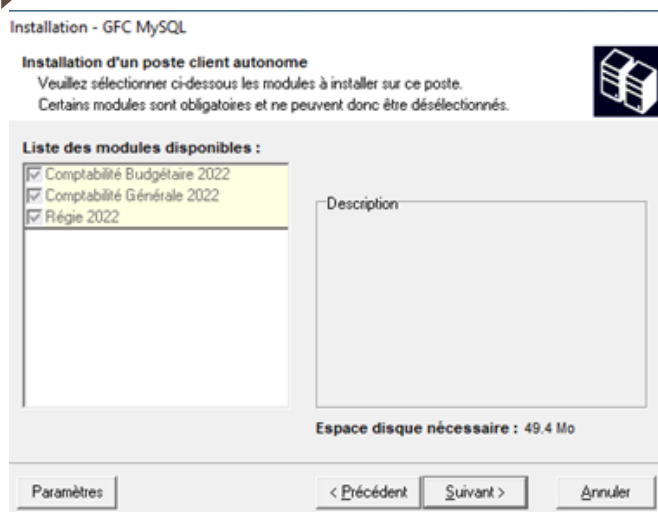 Installation - GFC MySQL
Installation d'un poste client autonome
Veuillez sélectionner ci-dessous les modules à installer sur ce poste.
Certains modules sont obligatoires et ne peuvent donc être désélectionnés.
Liste des modules disponibles :
Comptabilité Budgétaire 2022
Comptabilité Générale 2022
Régie 2022
Description
Espace disque nécessaire : 49.4 Mo
Paramètres
< Précédent
Suivant >
Annuler